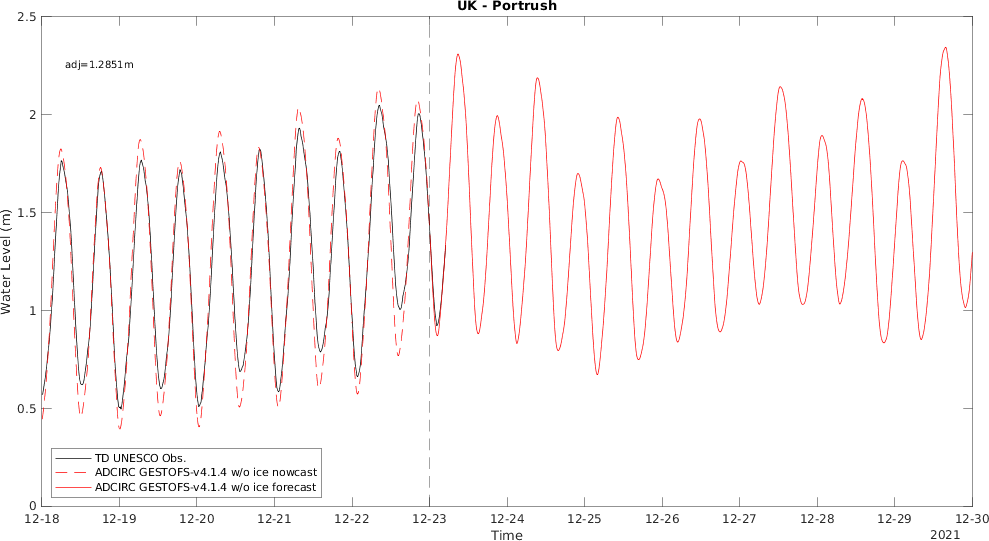 UK - Portrush
2.5
adj=1.2851m
2
1.5
Water Level (m)
1
0.5
TD UNESCO Obs.
ADCIRC GESTOFS-v4.1.4 w/o ice nowcast
ADCIRC GESTOFS-v4.1.4 w/o ice forecast
0
12-18 12-19 12-20 12-21 12-22 12-23 12-24 12-25 12-26 12-27 12-28 12-29 12-30
Time
2021